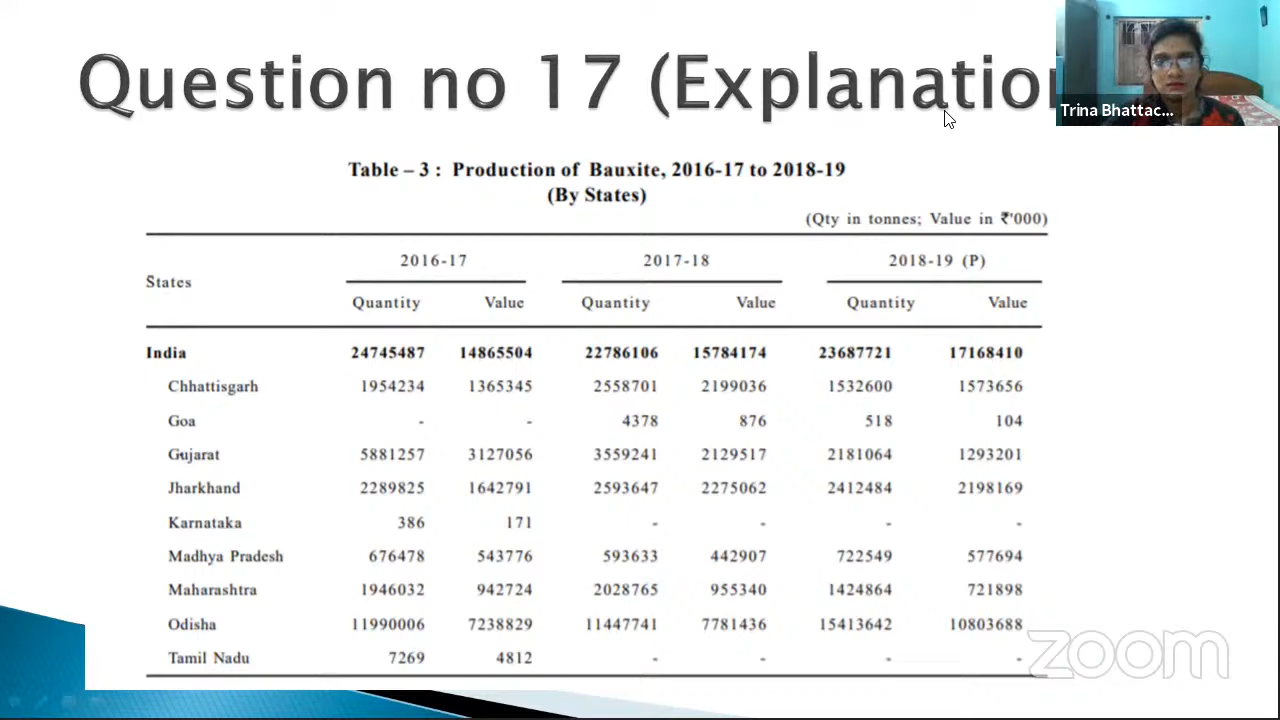 Question no 17 (Explanation
Trina Bhattac...
Table – 3 : Production of Bauxite, 2016-17 to 2018-19
(By States)
(Qty in tonnes; Value in ₹'000)
States 2016-17 2017-18 2018-19 (P)
Quantity Value Quantity Value Quantity Value
India 24745487 14865504 22786106 15784174 23687721 17168410
Chhattisgarh 1954234 1365345 2558701 2199036 1532600 1573656
Goa - - 4378 876 518 104
Gujarat 5881257 3127056 3559241 2129517 2181064 1293201
Jharkhand 2289825 1642791 2593647 2275062 2412484 2198169
Karnataka 386 171 - - - -
Madhya Pradesh 676478 543776 593633 442907 722549 577694
Maharashtra 1946032 942724 2028765 955340 1424864 721898
Odisha 11990006 7238829 11447741 7781436 15413642 10803688
Tamil Nadu 7269 4812 - - - -
zoom